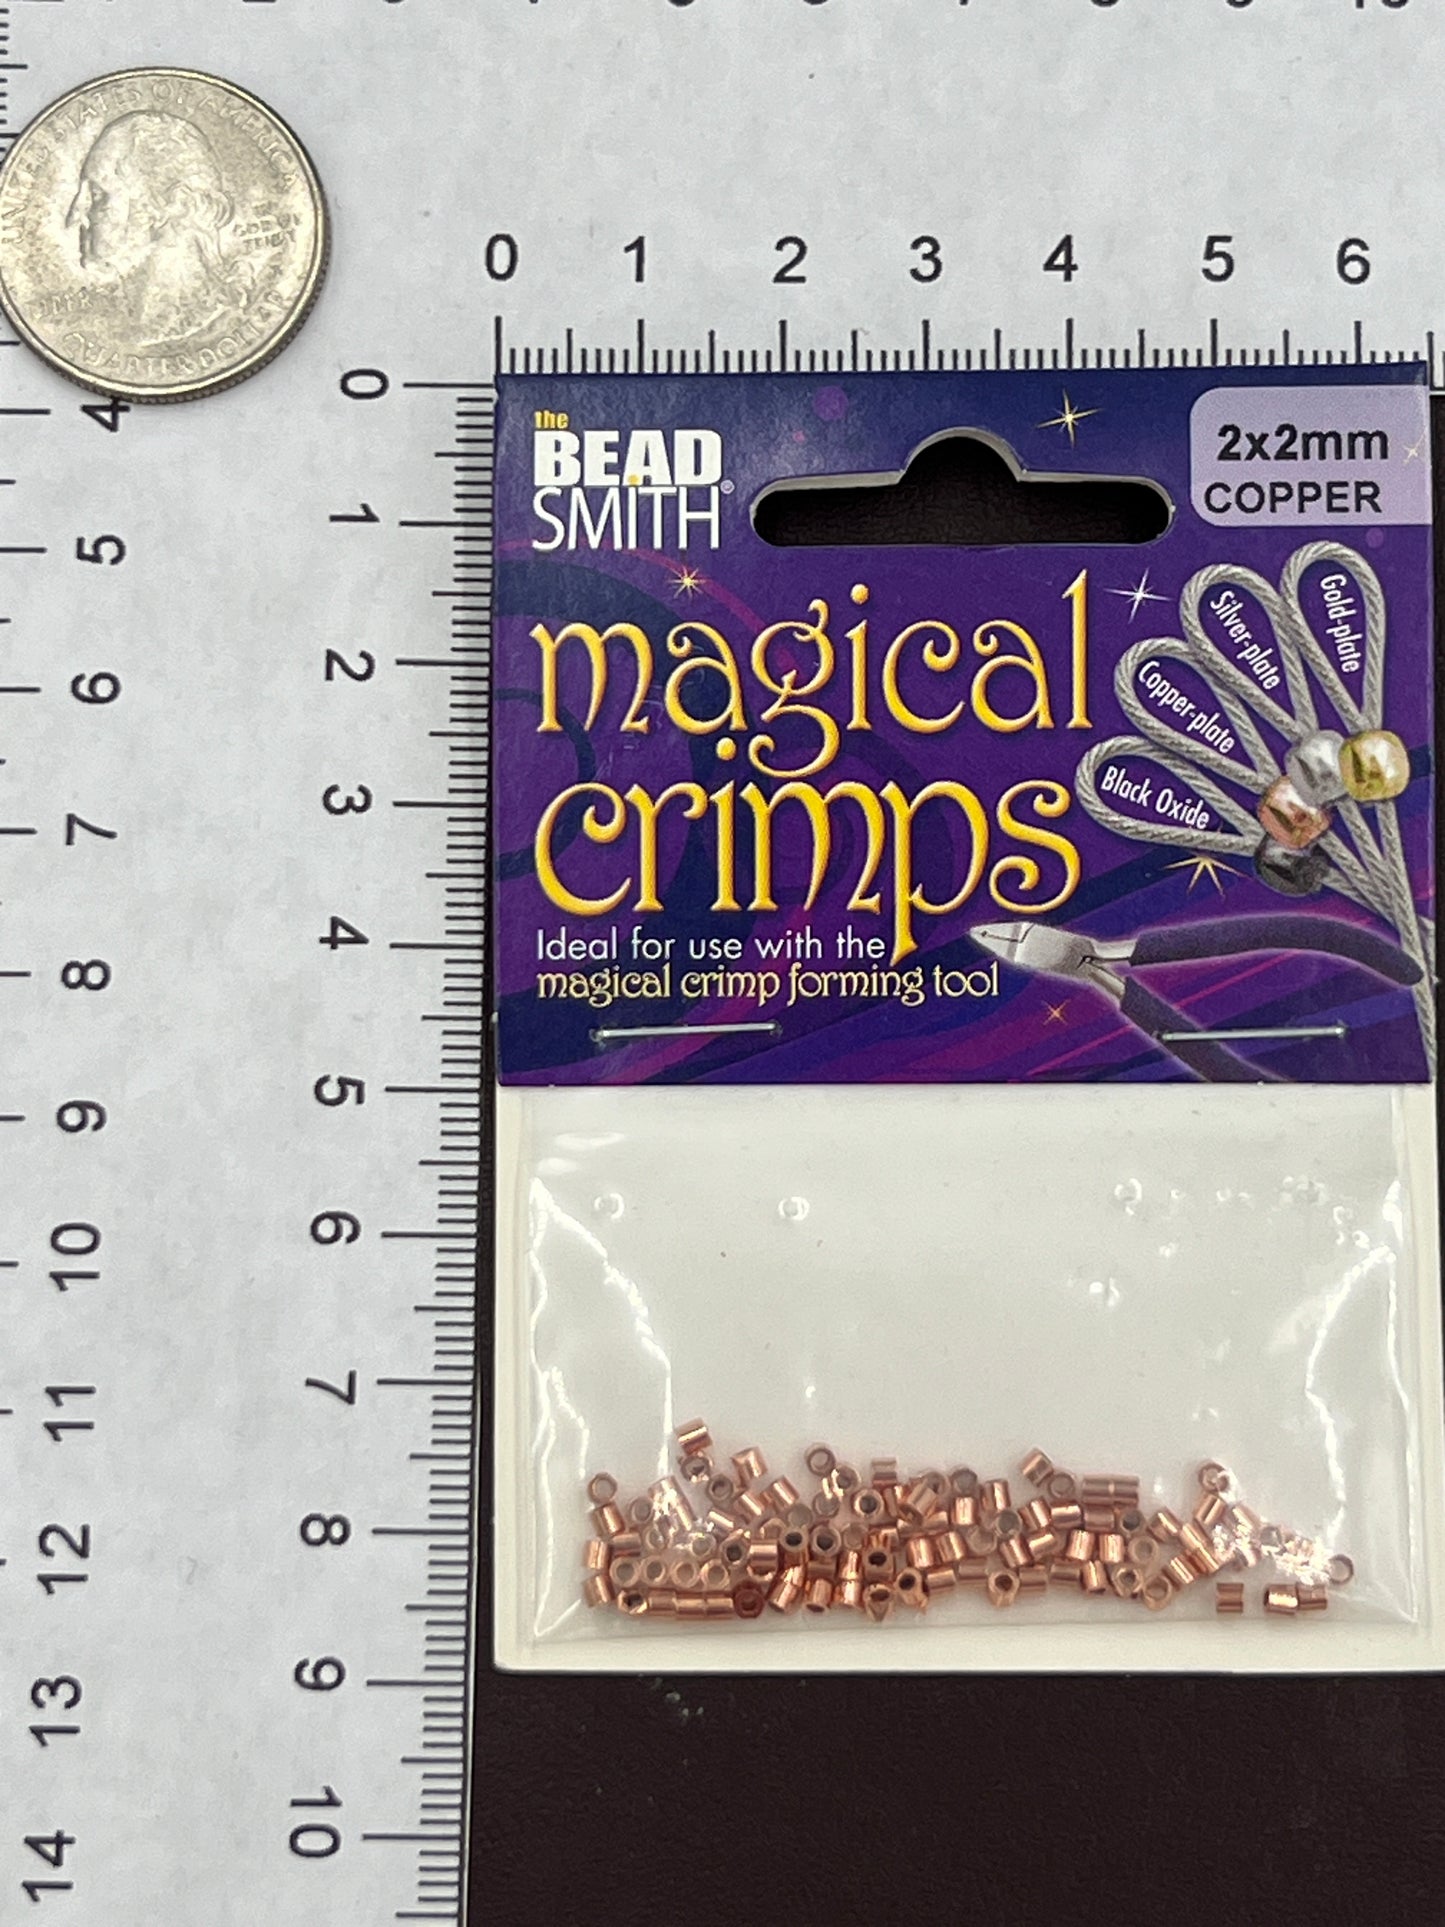 UNITED STATES OF AMERICA
LIBERTY
QUARTER DOLLAR
0 1 2 3 4 5 6
0
1
2
3
4
5
6
7
8
9
10
4
5
6
7
8
9
10
11
12
13
14
the
BEAD
SMITH®
2x2mm
COPPER
magical
crimps
Gold-plate
Silver-plate
Copper-plate
Black Oxide
Ideal for use with the
magical crimp forming tool